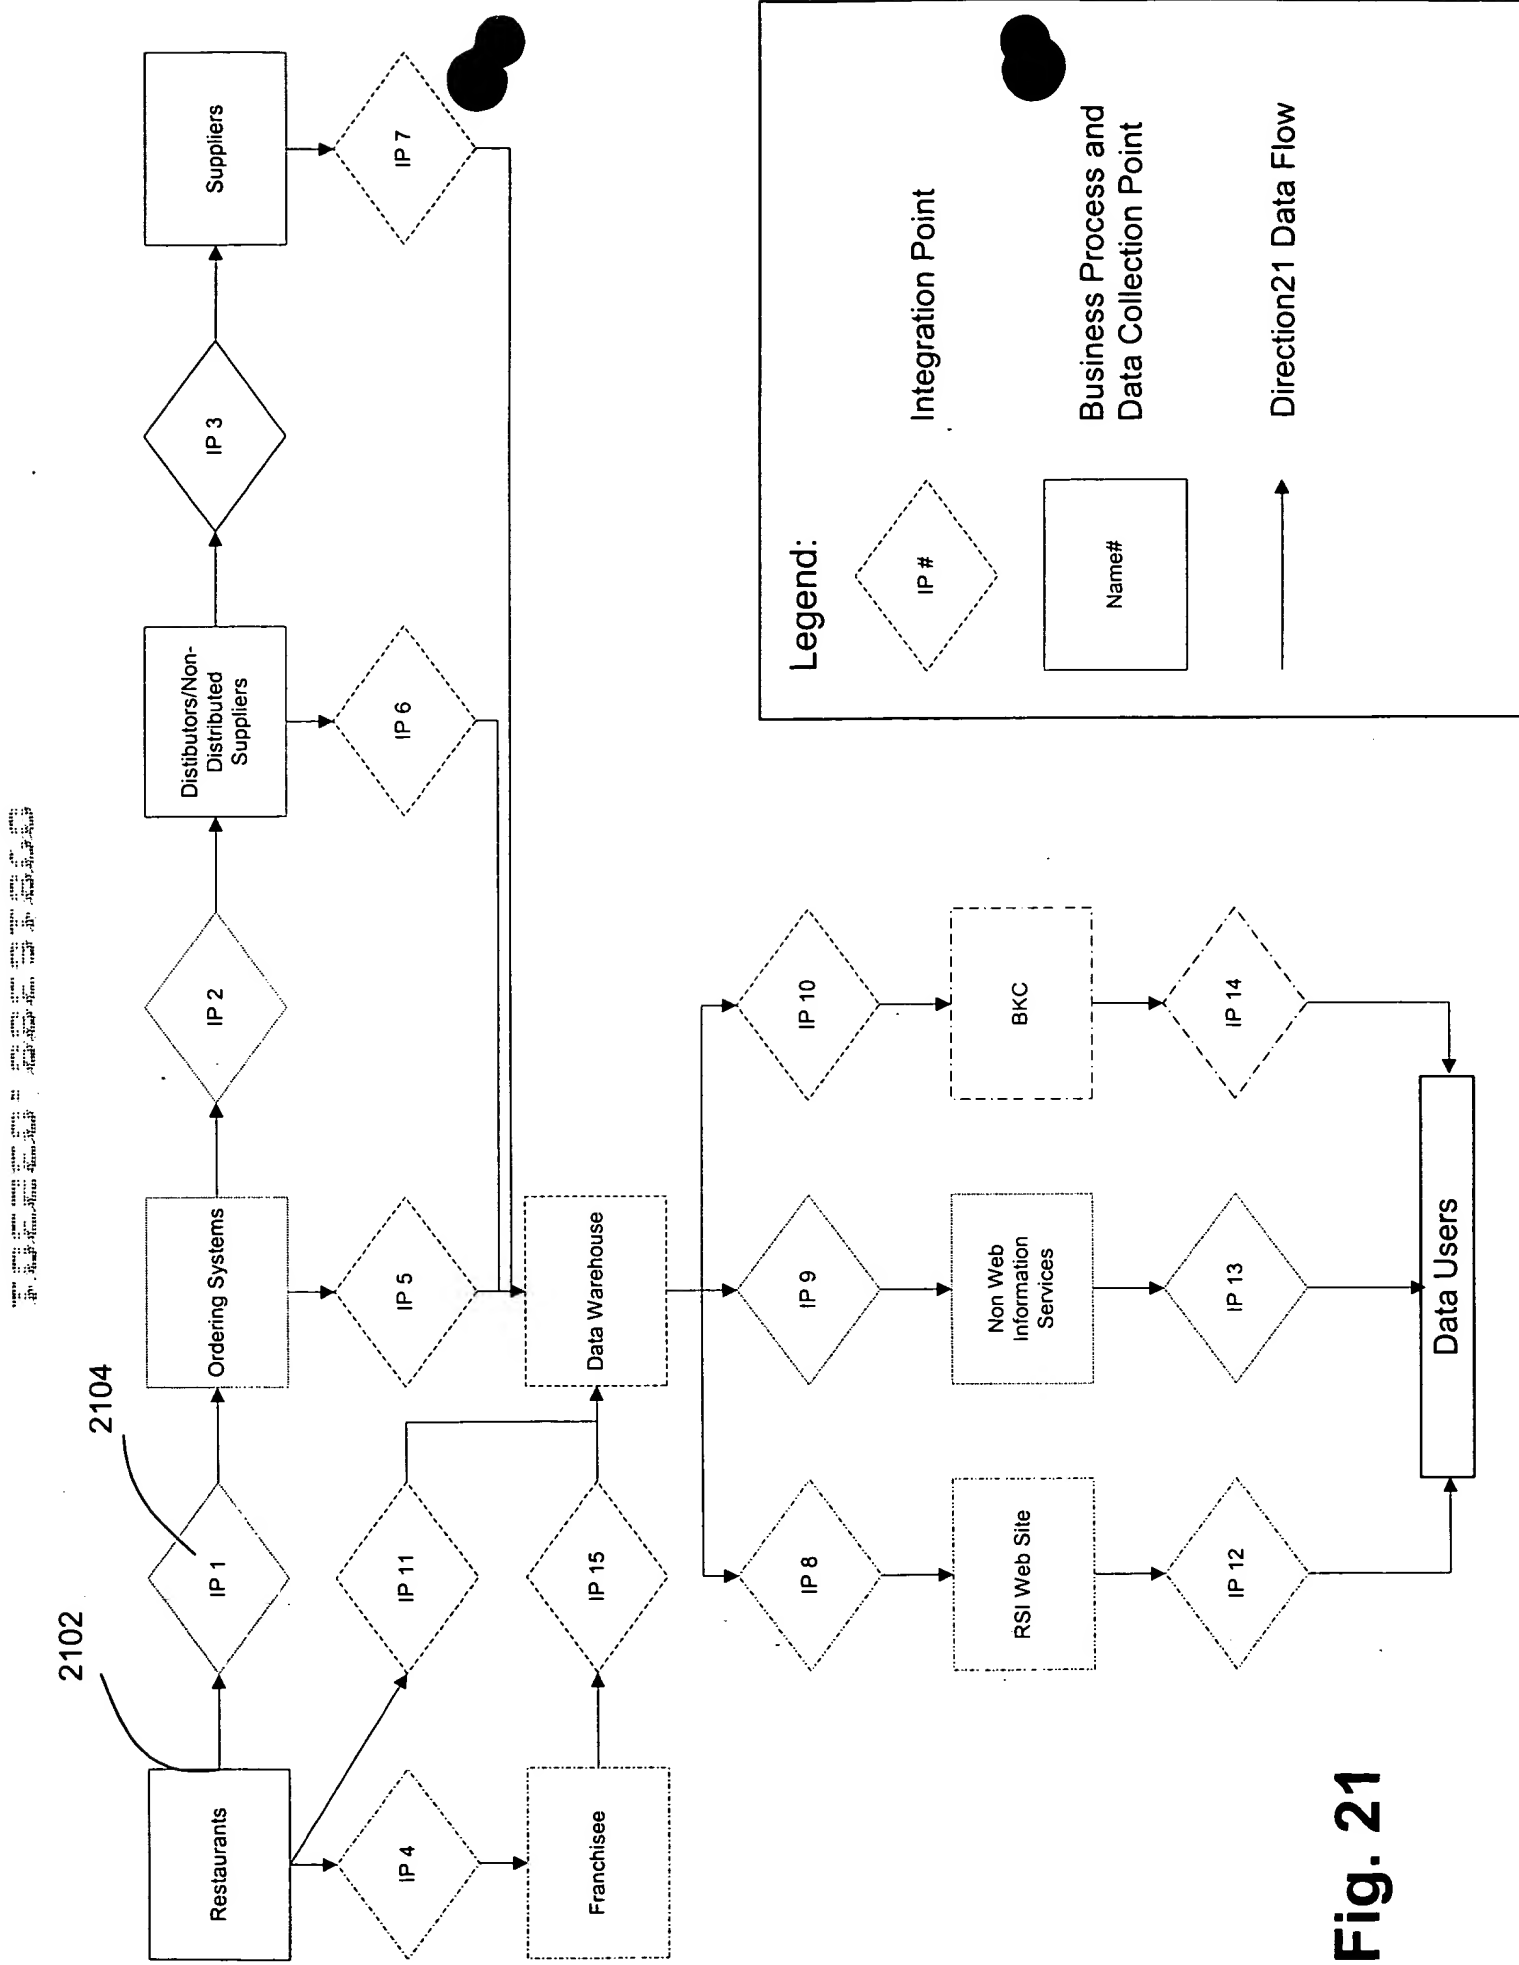 2102
2104
Restaurants
IP 1
Ordering Systems
IP 2
Distibutors/Non-
Distributed
Suppliers
IP 3
Suppliers
IP 4
IP 11
IP 5
IP 6
IP 7
Franchisee
IP 15
Data Warehouse
IP 8
IP 9
IP 10
RSI Web Site
Non Web
Information
Services
BKC
IP 12
IP 13
IP 14
Data Users
Legend:
IP #
Integration Point
Name#
Business Process and
Data Collection Point
Direction21 Data Flow
Fig. 21